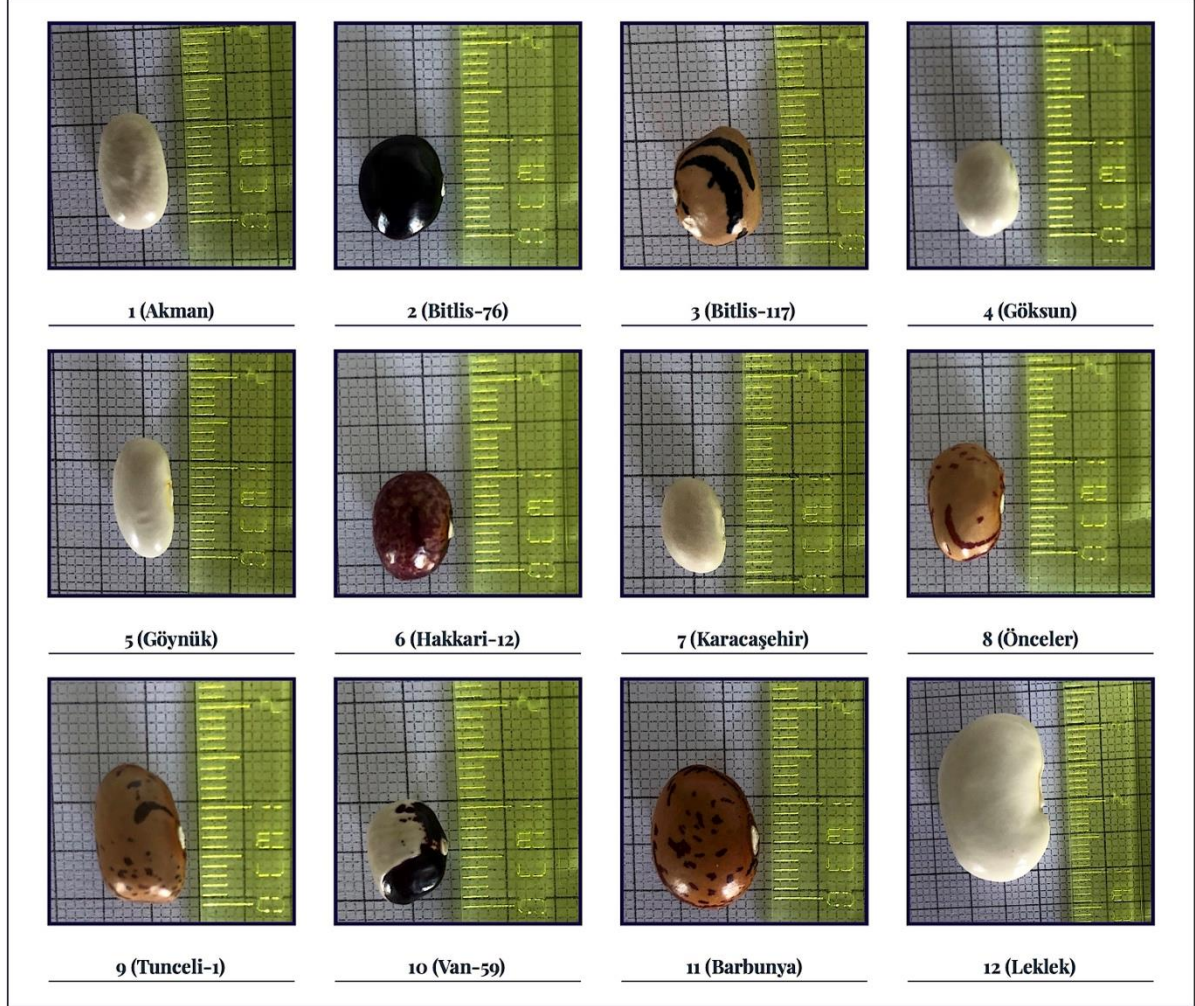 1 (Akman)
2 (Bitlis-76)
3 (Bitlis-117)
4 (Göksun)
5 (Göynük)
6 (Hakkari-12)
7 (Karacaşehir)
8 (Önceler)
9 (Tunceli-1)
10 (Van-59)
11 (Barbunya)
12 (Leklek)